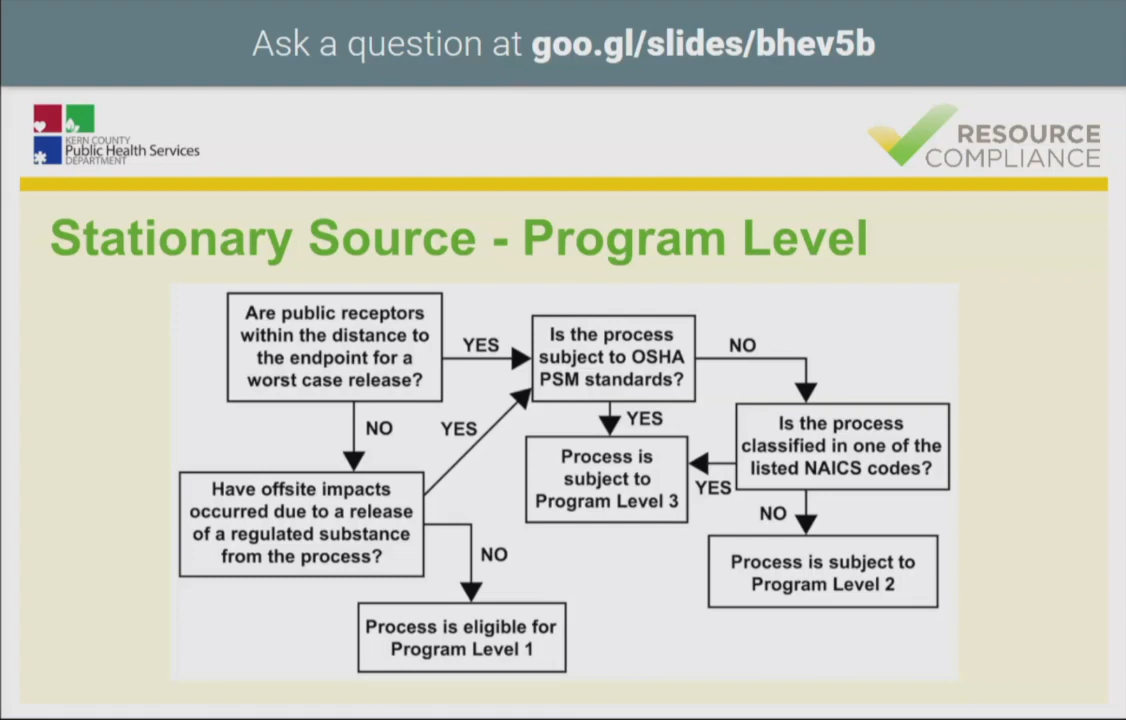 Ask a question at goo.gl/slides/bhev5b
KERN COUNTY
Public Health Services
DEPARTMENT
RESOURCE
COMPLIANCE
Stationary Source - Program Level
Are public receptors
within the distance to
the endpoint for a
worst case release?
YES
Is the process
subject to OSHA
PSM standards?
NO
NO
YES
YES
Is the process
classified in one of the
listed NAICS codes?
Process is
subject to
Program Level 3
YES
Have offsite impacts
occurred due to a release
of a regulated substance
from the process?
NO
NO
Process is subject to
Program Level 2
Process is eligible for
Program Level 1